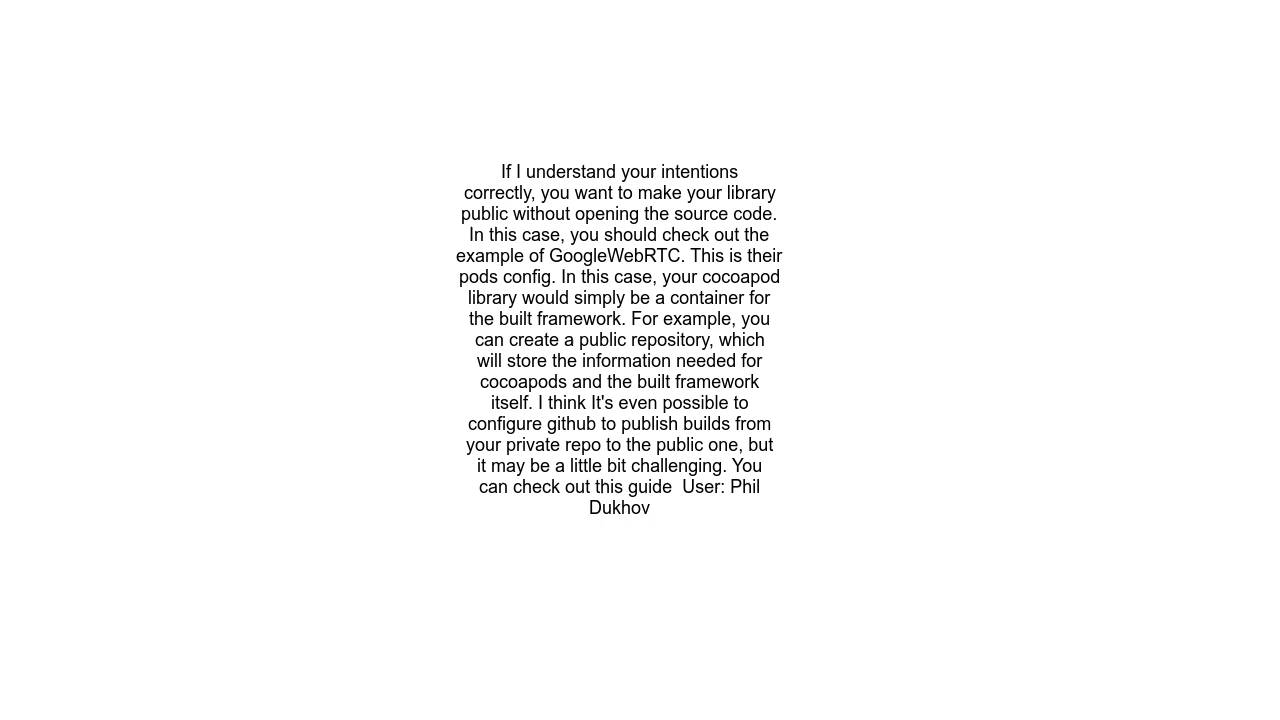 If I understand your intentions
correctly, you want to make your library
public without opening the source code.
In this case, you should check out the
example of GoogleWebRTC. This is their
pods config. In this case, your cocoapod
library would simply be a container for
the built framework. For example, you
can create a public repository, which
will store the information needed for
cocoapods and the built framework
itself. I think It's even possible to
configure github to publish builds from
your private repo to the public one, but
it may be a little bit challenging. You
can check out this guide  User: Phil
Dukhov